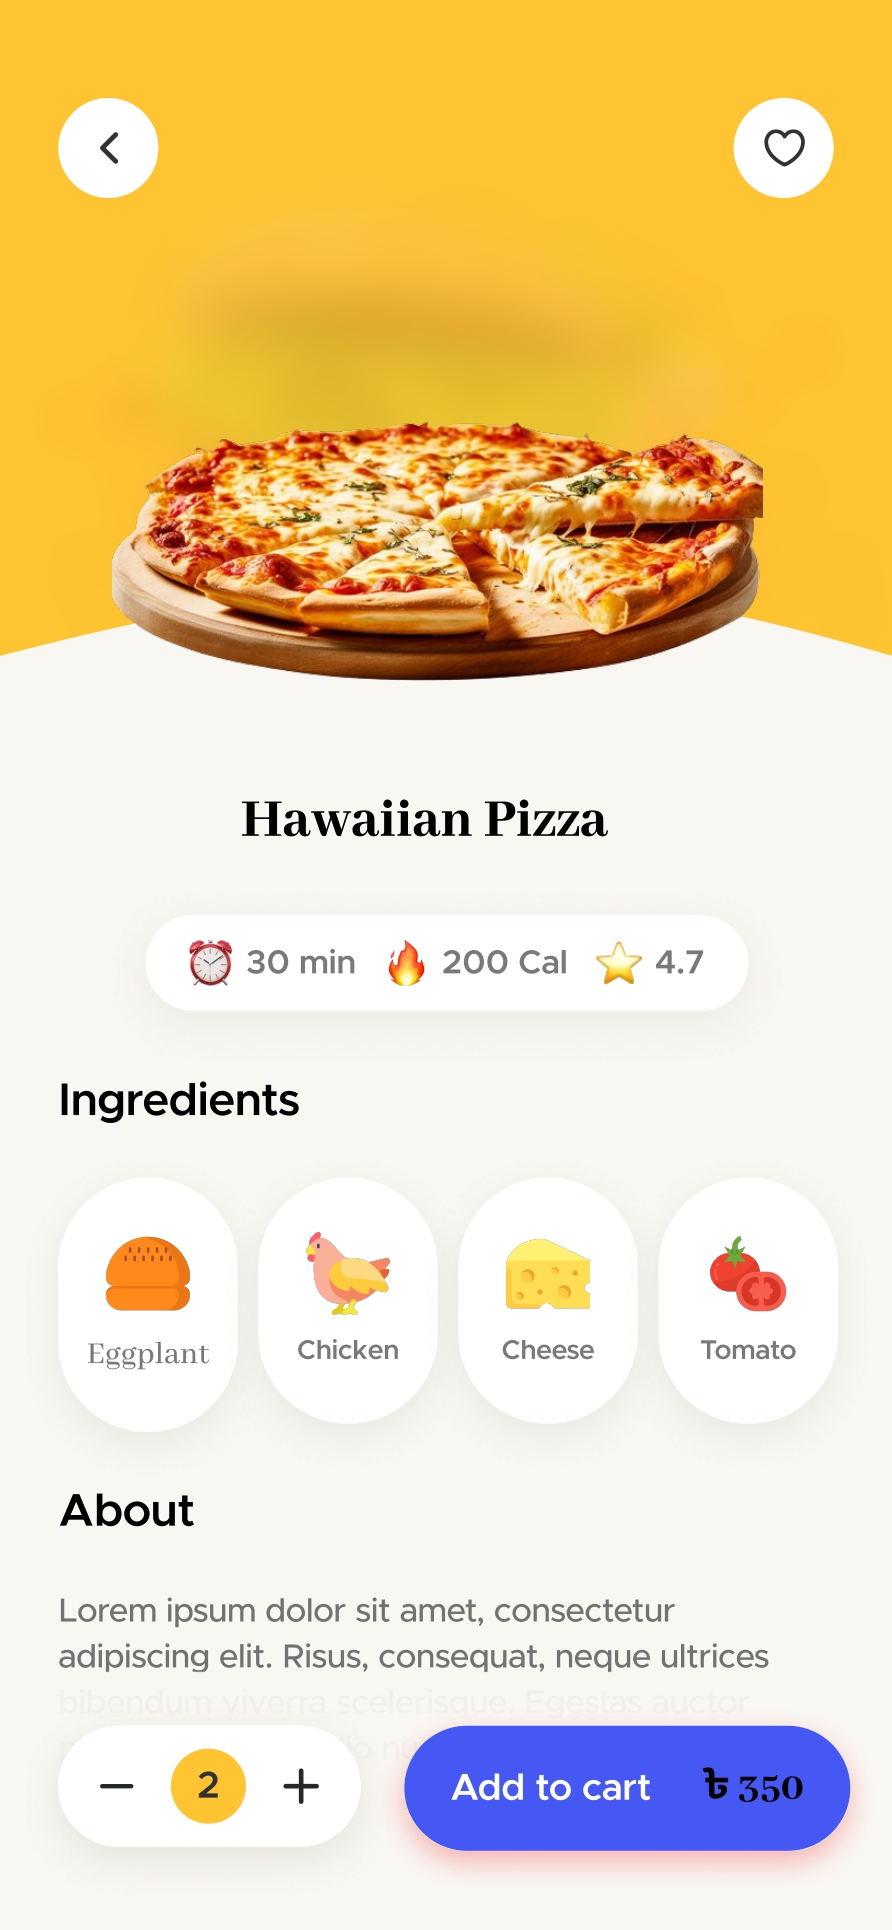 Hawaiian Pizza
30 min 200 Cal 4.7
Ingredients
Eggplant Chicken Cheese Tomato
About
Lorem ipsum dolor sit amet, consectetur
adipiscing elit. Risus, consequat, neque ultrices
bibendum viverra scelerisque. Egestas auctor
2 Add to cart ৳ 350